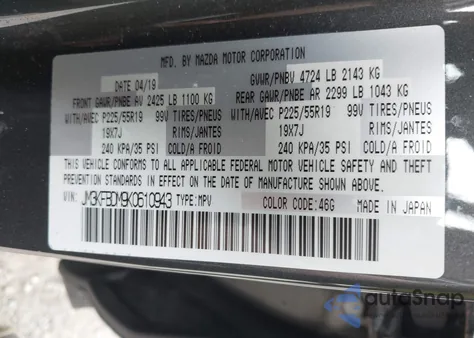 MFD. BY MAZDA MOTOR CORPORATION
DATE 04/19 GVWR/PNBV 4724 LB 2143 KG
FRONT GAWR/PNBE AV 2425 LB 1100 KG REAR GAWR/PNBE AR 2299 LB 1043 KG
WITH/AVEC P225/55R19 99V TIRES/PNEUS WITH/AVEC P225/55R19 99V TIRES/PNEUS
19X7J RIMS/JANTES 19X7J RIMS/JANTES
240 KPA/35 PSI COLD/A FROID 240 KPA/35 PSI COLD/A FROID
THIS VEHICLE CONFORMS TO ALL APPLICABLE FEDERAL MOTOR VEHICLE SAFETY AND THEFT
PREVENTION STANDARDS IN EFFECT ON THE DATE OF MANUFACTURE SHOWN ABOVE.
VIN: JM3KFBDM9K0610943 TYPE:MPV COLOR CODE:46G MADE IN JAPAN
autoSnap